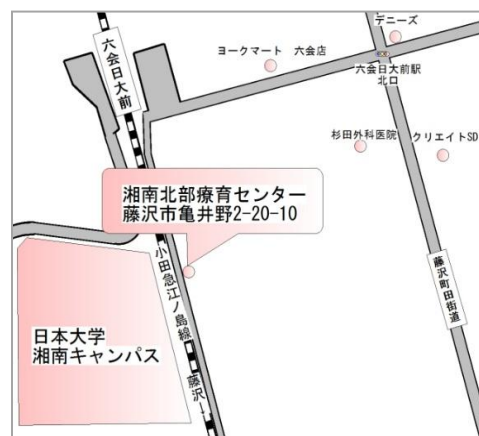 デニーズ
ヨークマート　六会店
六会日大前
六会日大前駅
北口
杉田外科医院
クリエイトSD
湘南北部療育センター
藤沢市亀井野2-20-10
小田急江ノ島線
藤沢町田街道
日本大学
湘南キャンパス
藤沢→